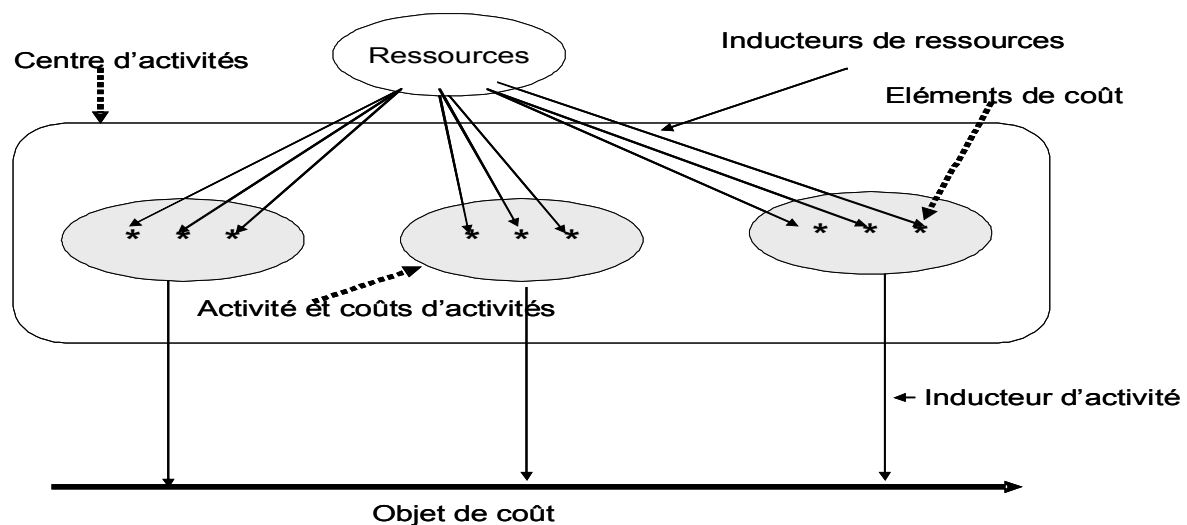 Ressources
Inducteurs de ressources
Centre d'activités
Eléments de coût
* * *
* * *
* * *
Activité et coûts d'activités
Inducteur d'activité
Objet de coût